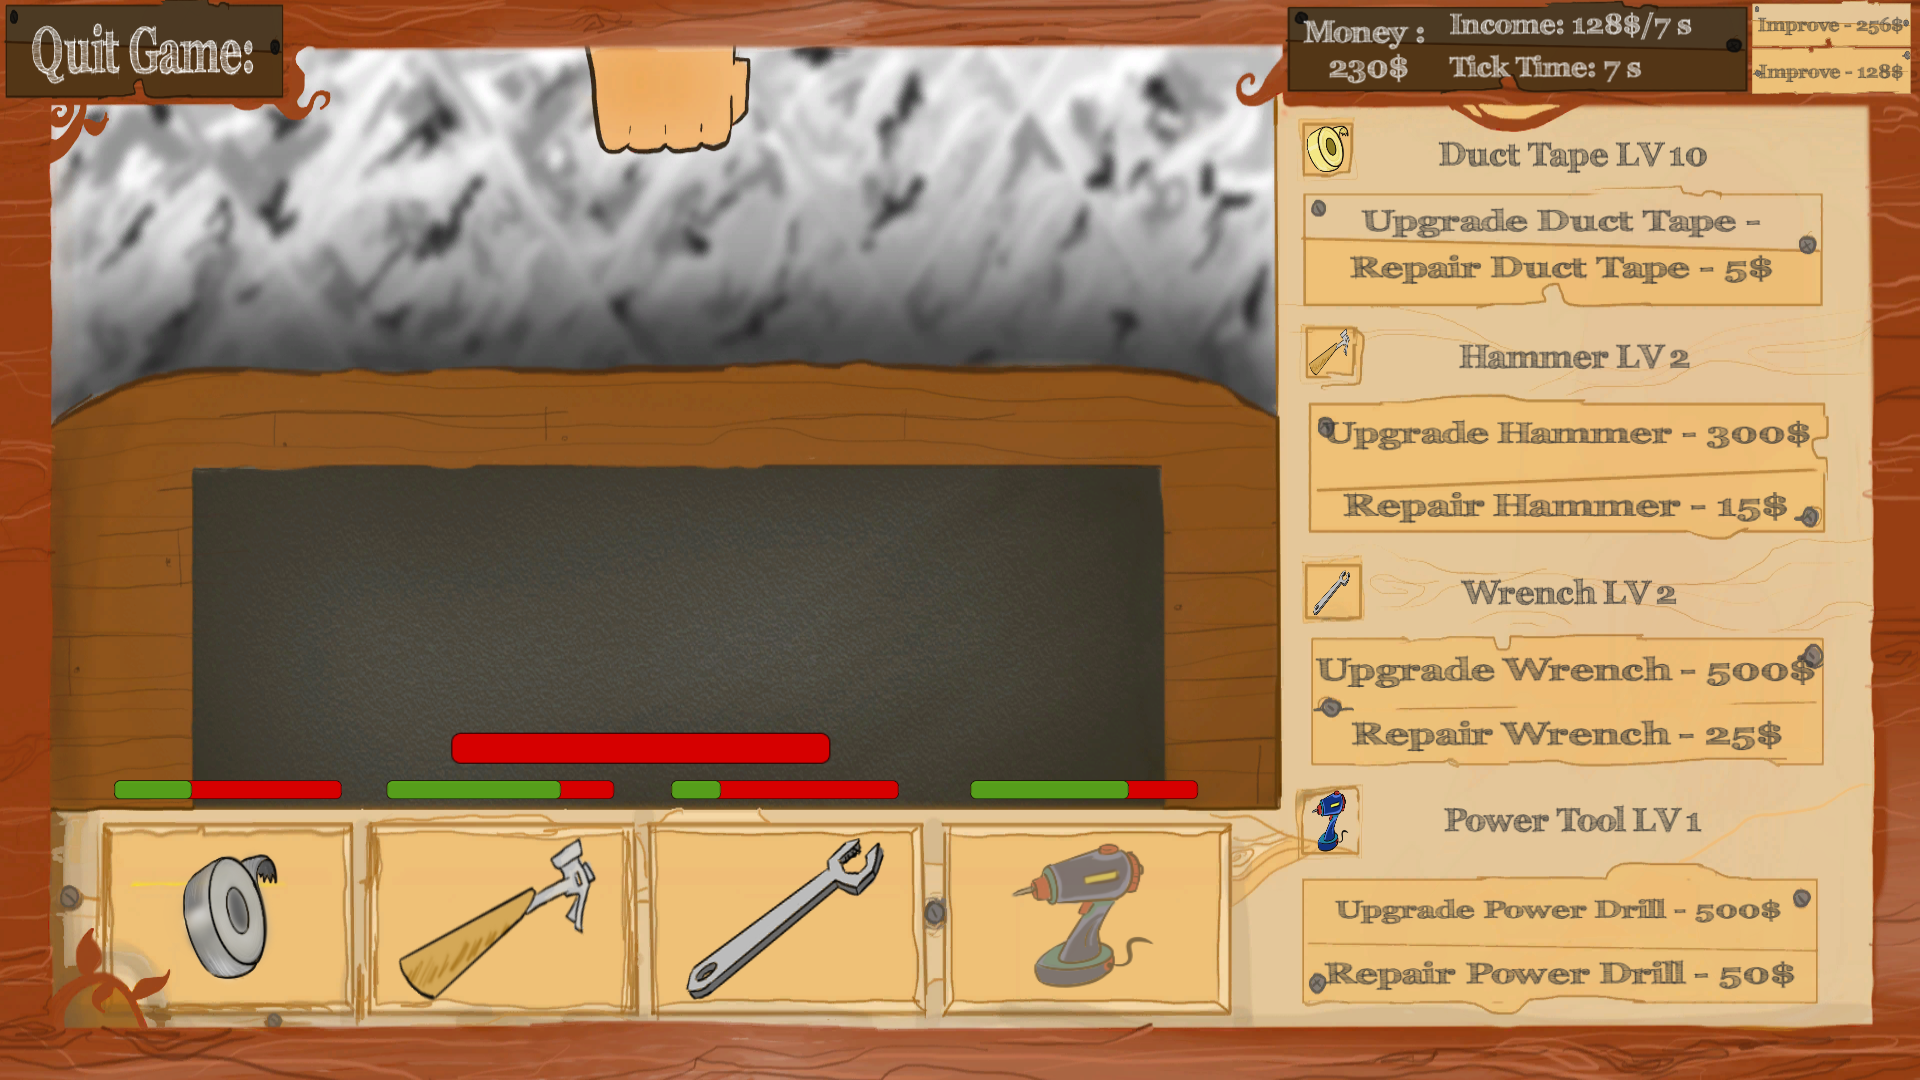 Quit Game:
Money :
230$
Income: 128$/7 s
Tick Time: 7 s
Improve - 256$
Improve - 128$
Duct Tape LV 10
Upgrade Duct Tape -
Repair Duct Tape - 5$
Hammer LV 2
Upgrade Hammer - 300$
Repair Hammer - 15$
Wrench LV 2
Upgrade Wrench - 500$
Repair Wrench - 25$
Power Tool LV 1
Upgrade Power Drill - 500$
Repair Power Drill - 50$